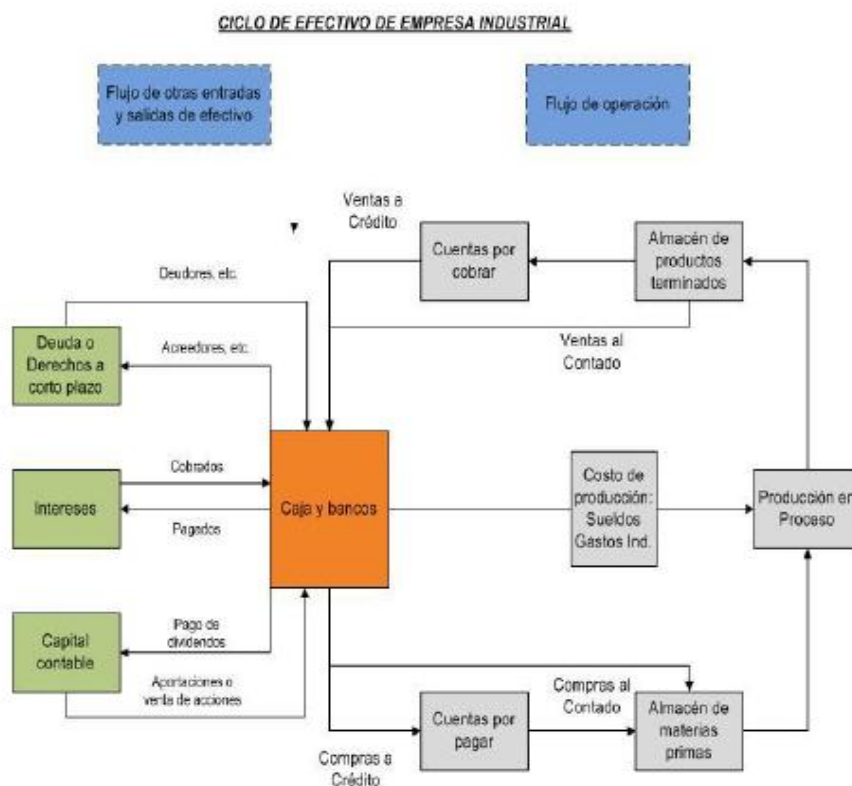 CICLO DE EFECTIVO DE EMPRESA INDUSTRIAL
Flujo de otras entradas
y salidas de efectivo
Flujo de operación
Ventas a
Crédito
Cuentas por
cobrar
Almacén de
productos
terminados
Deudores, etc.
Ventas al
Contado
Deuda o
Derechos a
corto plazo
Acreedores, etc.
Intereses
Cobrados
Pagados
Caja y bancos
Costo de
producción:
Sueldos
Gastos Ind.
Producción en
Proceso
Capital
contable
Pago de
dividendos
Aportaciones o
venta de acciones
Compras a
Crédito
Cuentas por
pagar
Compras al
Contado
Almacén de
materias
primas